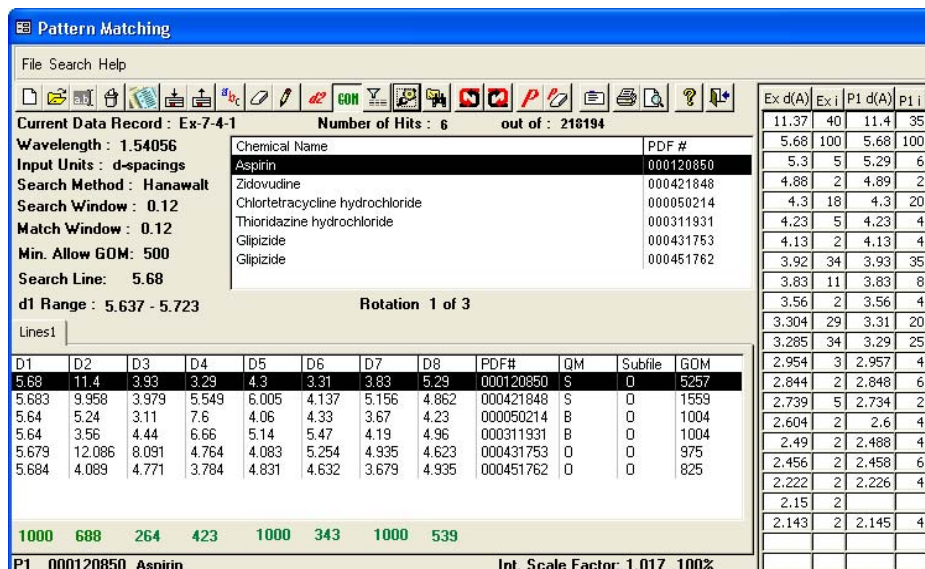 Pattern Matching
File Search Help
Current Data Record : Ex-7-4-1 Number of Hits : 6 out of : 218194
Wavelength : 1.54056
Input Units : d-spacings
Search Method : Hanawalt
Search Window : 0.12
Match Window : 0.12
Min. Allow GOM: 500
Search Line: 5.68
d1 Range : 5.637 - 5.723 Rotation 1 of 3
Chemical Name PDF #
Aspirin 000120850
Zidovudine 000421848
Chlortetracycline hydrochloride 000050214
Thioridazine hydrochloride 000311931
Glipizide 000431753
Glipizide 000451762
Lines1
D1 D2 D3 D4 D5 D6 D7 D8 PDF# QM Subfile GOM
5.68 11.4 3.93 3.29 4.3 3.31 3.83 5.29 000120850 S O 5257
5.683 9.958 3.979 5.549 6.005 4.137 5.156 4.862 000421848 S O 1559
5.64 5.24 3.11 7.6 4.06 4.33 3.67 4.23 000050214 B O 1004
5.64 3.56 4.44 6.66 5.14 5.47 4.19 4.96 000311931 B O 1004
5.679 12.086 8.091 4.764 4.083 5.254 4.935 4.623 000431753 O O 975
5.684 4.089 4.771 3.784 4.831 4.632 3.679 4.935 000451762 O O 825
1000 688 264 423 1000 343 1000 539
P1 000120850 Aspirin Int. Scale Factor: 1.017 100%
Ex d(A) Ex i P1 d(A) P1 i
11.37 40 11.4 35
5.68 100 5.68 100
5.3 5 5.29 6
4.88 2 4.89 2
4.3 18 4.3 20
4.23 5 4.23 4
4.13 2 4.13 4
3.92 34 3.93 35
3.83 11 3.83 8
3.56 2 3.56 4
3.304 29 3.31 20
3.285 34 3.29 25
2.954 3 2.957 4
2.844 2 2.848 6
2.739 5 2.734 2
2.604 2 2.6 4
2.49 2 2.488 4
2.456 2 2.458 6
2.222 2 2.226 4
2.15 2
2.143 2 2.145 4